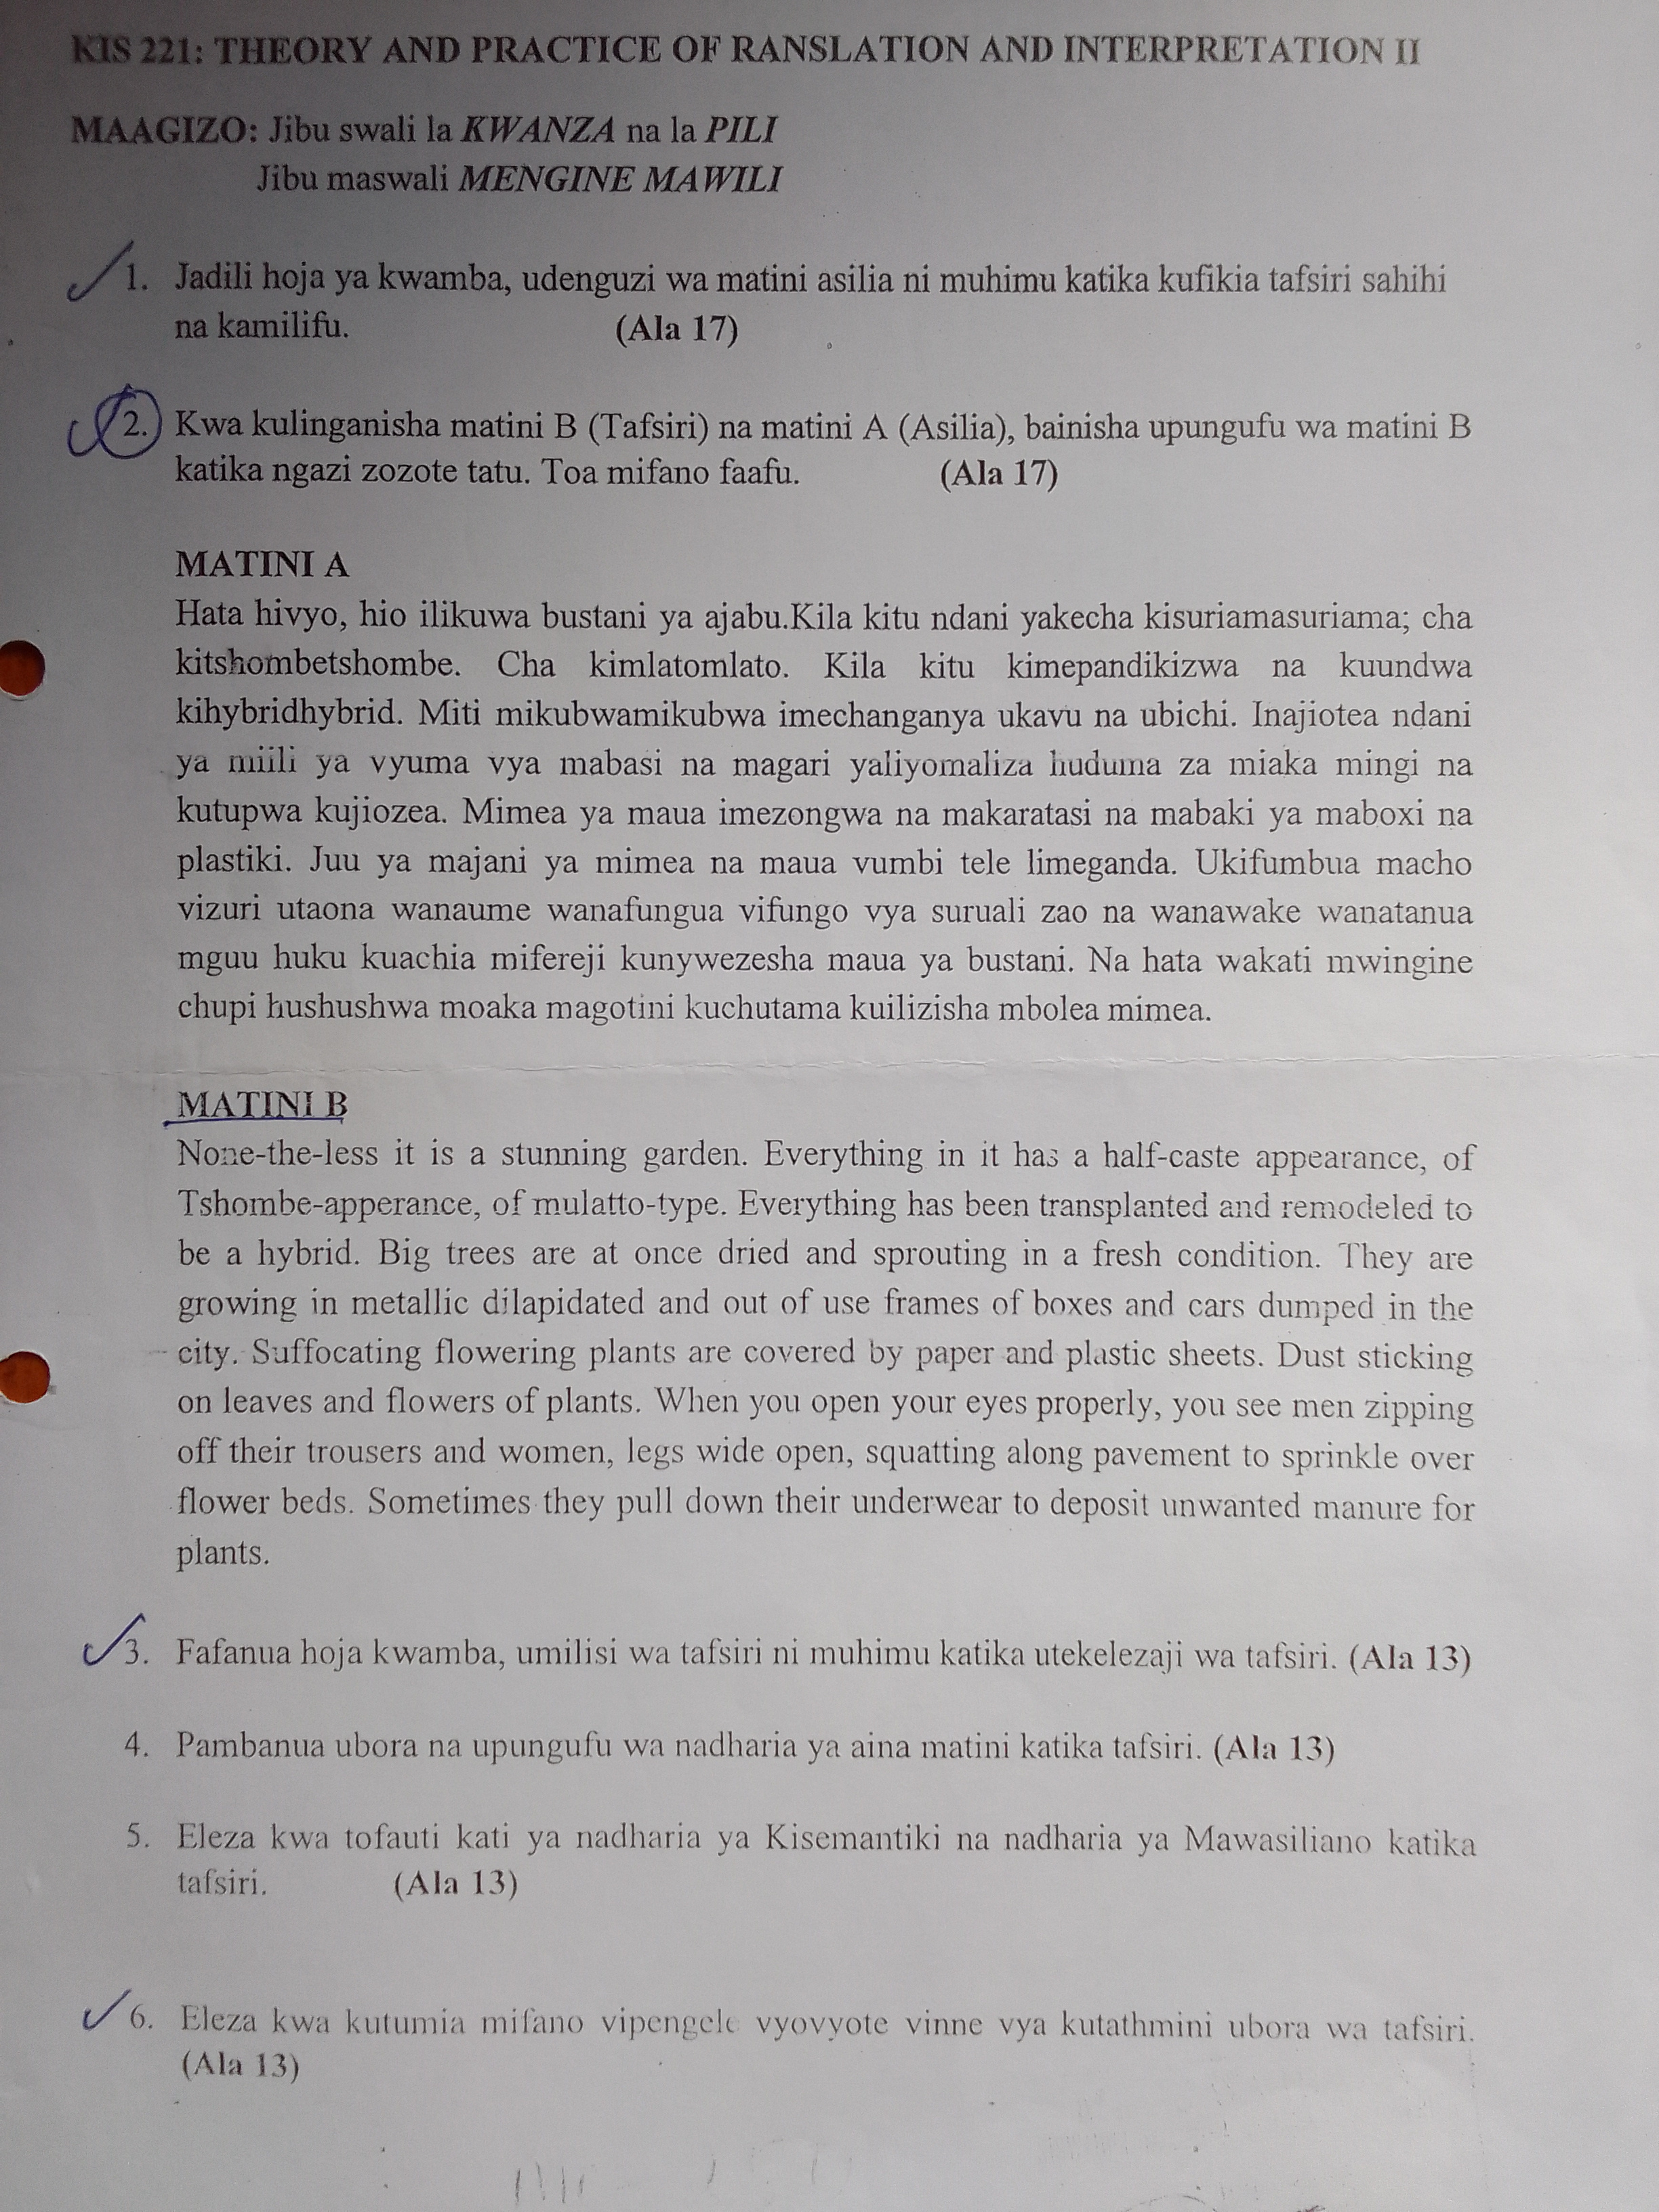 KIS 221: THEORY AND PRACTICE OF RANSLATION AND INTERPRETATION II
MAAGIZO: Jibu swali la KWANZA na la PILI
Jibu maswali MENGINE MAWILI
1. Jadili hoja ya kwamba, udenguzi wa matini asilia ni muhimu katika kufikia tafsiri sahihi
na kamilifu. (Ala 17)
2. Kwa kulinganisha matini B (Tafsiri) na matini A (Asilia), bainisha upungufu wa matini B
katika ngazi zozote tatu. Toa mifano faafu. (Ala 17)
MATINI A
Hata hivyo, hio ilikuwa bustani ya ajabu.Kila kitu ndani yakecha kisuriamasuriama; cha
kitshombetshombe. Cha kimlatomlato. Kila kitu kimepandikizwa na kuundwa
kihybridhybrid. Miti mikubwamikubwa imechanganya ukavu na ubichi. Inajiotea ndani
ya miili ya vyuma vya mabasi na magari yaliyomaliza huduma za miaka mingi na
kutupwa kujiozea. Mimea ya maua imezongwa na makaratasi na mabaki ya maboxi na
plastiki. Juu ya majani ya mimea na maua vumbi tele limeganda. Ukifumbua macho
vizuri utaona wanaume wanafungua vifungo vya suruali zao na wanawake wanatanua
mguu huku kuachia mifereji kunywezesha maua ya bustani. Na hata wakati mwingine
chupi hushushwa moaka magotini kuchutama kuilizisha mbolea mimea.
MATINI B
None-the-less it is a stunning garden. Everything in it has a half-caste appearance, of
Tshombe-apperance, of mulatto-type. Everything has been transplanted and remodeled to
be a hybrid. Big trees are at once dried and sprouting in a fresh condition. They are
growing in metallic dilapidated and out of use frames of boxes and cars dumped in the
city. Suffocating flowering plants are covered by paper and plastic sheets. Dust sticking
on leaves and flowers of plants. When you open your eyes properly, you see men zipping
off their trousers and women, legs wide open, squatting along pavement to sprinkle over
flower beds. Sometimes they pull down their underwear to deposit unwanted manure for
plants.
3. Fafanua hoja kwamba, umilisi wa tafsiri ni muhimu katika utekelezaji wa tafsiri. (Ala 13)
4. Pambanua ubora na upungufu wa nadharia ya aina matini katika tafsiri. (Ala 13)
5. Eleza kwa tofauti kati ya nadharia ya Kisemantiki na nadharia ya Mawasiliano katika
tafsiri. (Ala 13)
6. Eleza kwa kutumia mifano vipengele vyovyote vinne vya kutathmini ubora wa tafsiri.
(Ala 13)